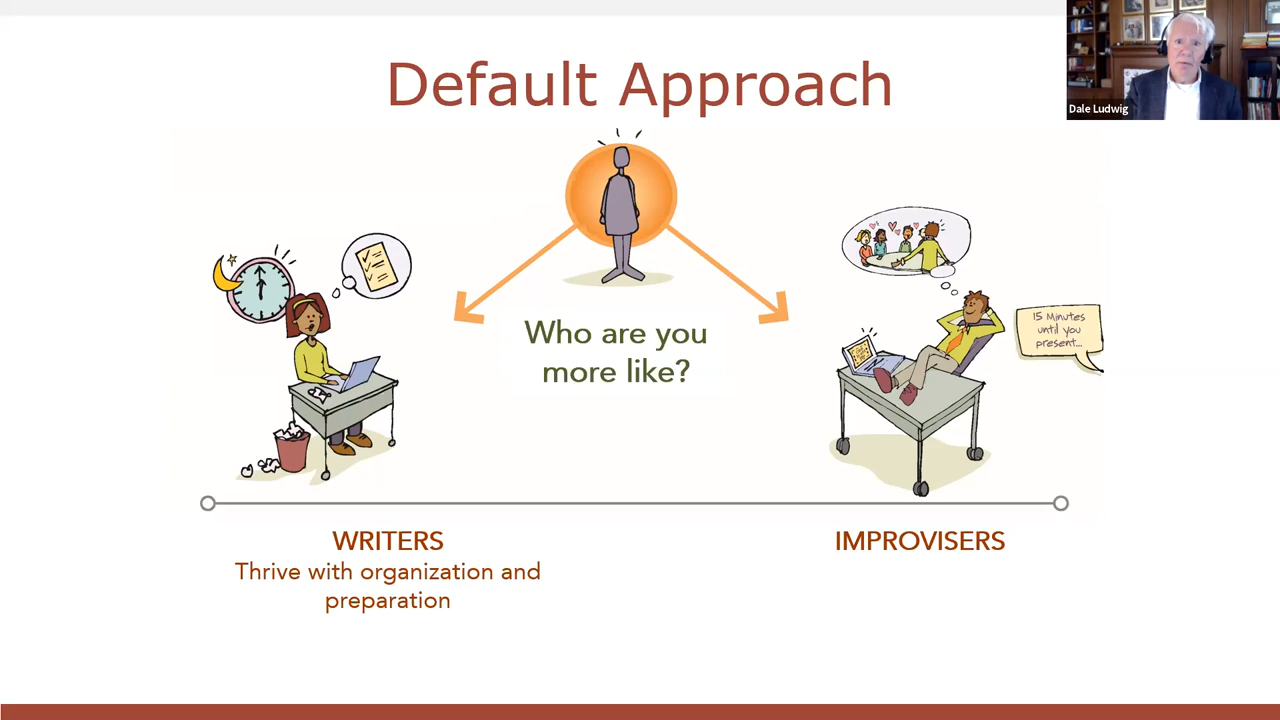 Default Approach
Dale Ludwig
15 Minutes
until you
present...
Who are you
more like?
WRITERS
Thrive with organization and
preparation
IMPROVISERS